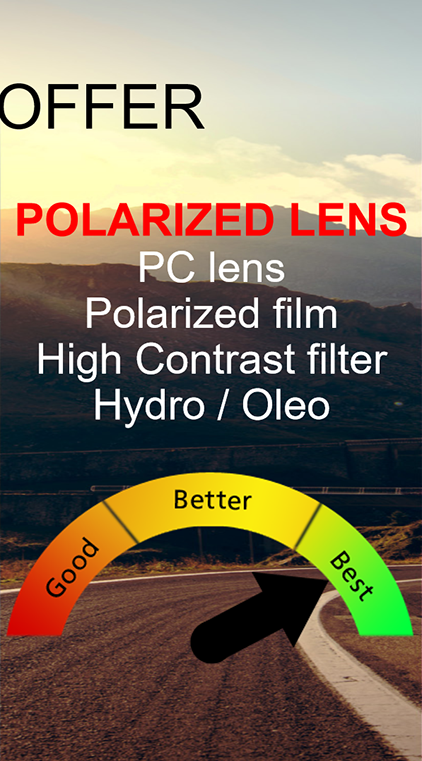 OFFER
POLARIZED LENS
PC lens
Polarized film
High Contrast filter
Hydro / Oleo
Better
Good
Best